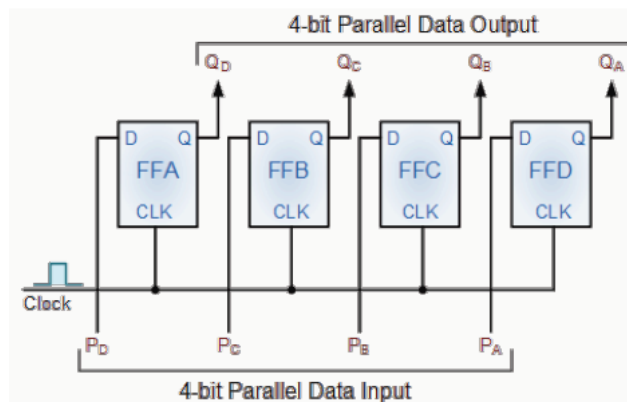 4-bit Parallel Data Output
QD QC QB QA
D Q D Q D Q D Q
FFA FFB FFC FFD
CLK CLK CLK CLK
Clock
PD PC PB PA
4-bit Parallel Data Input